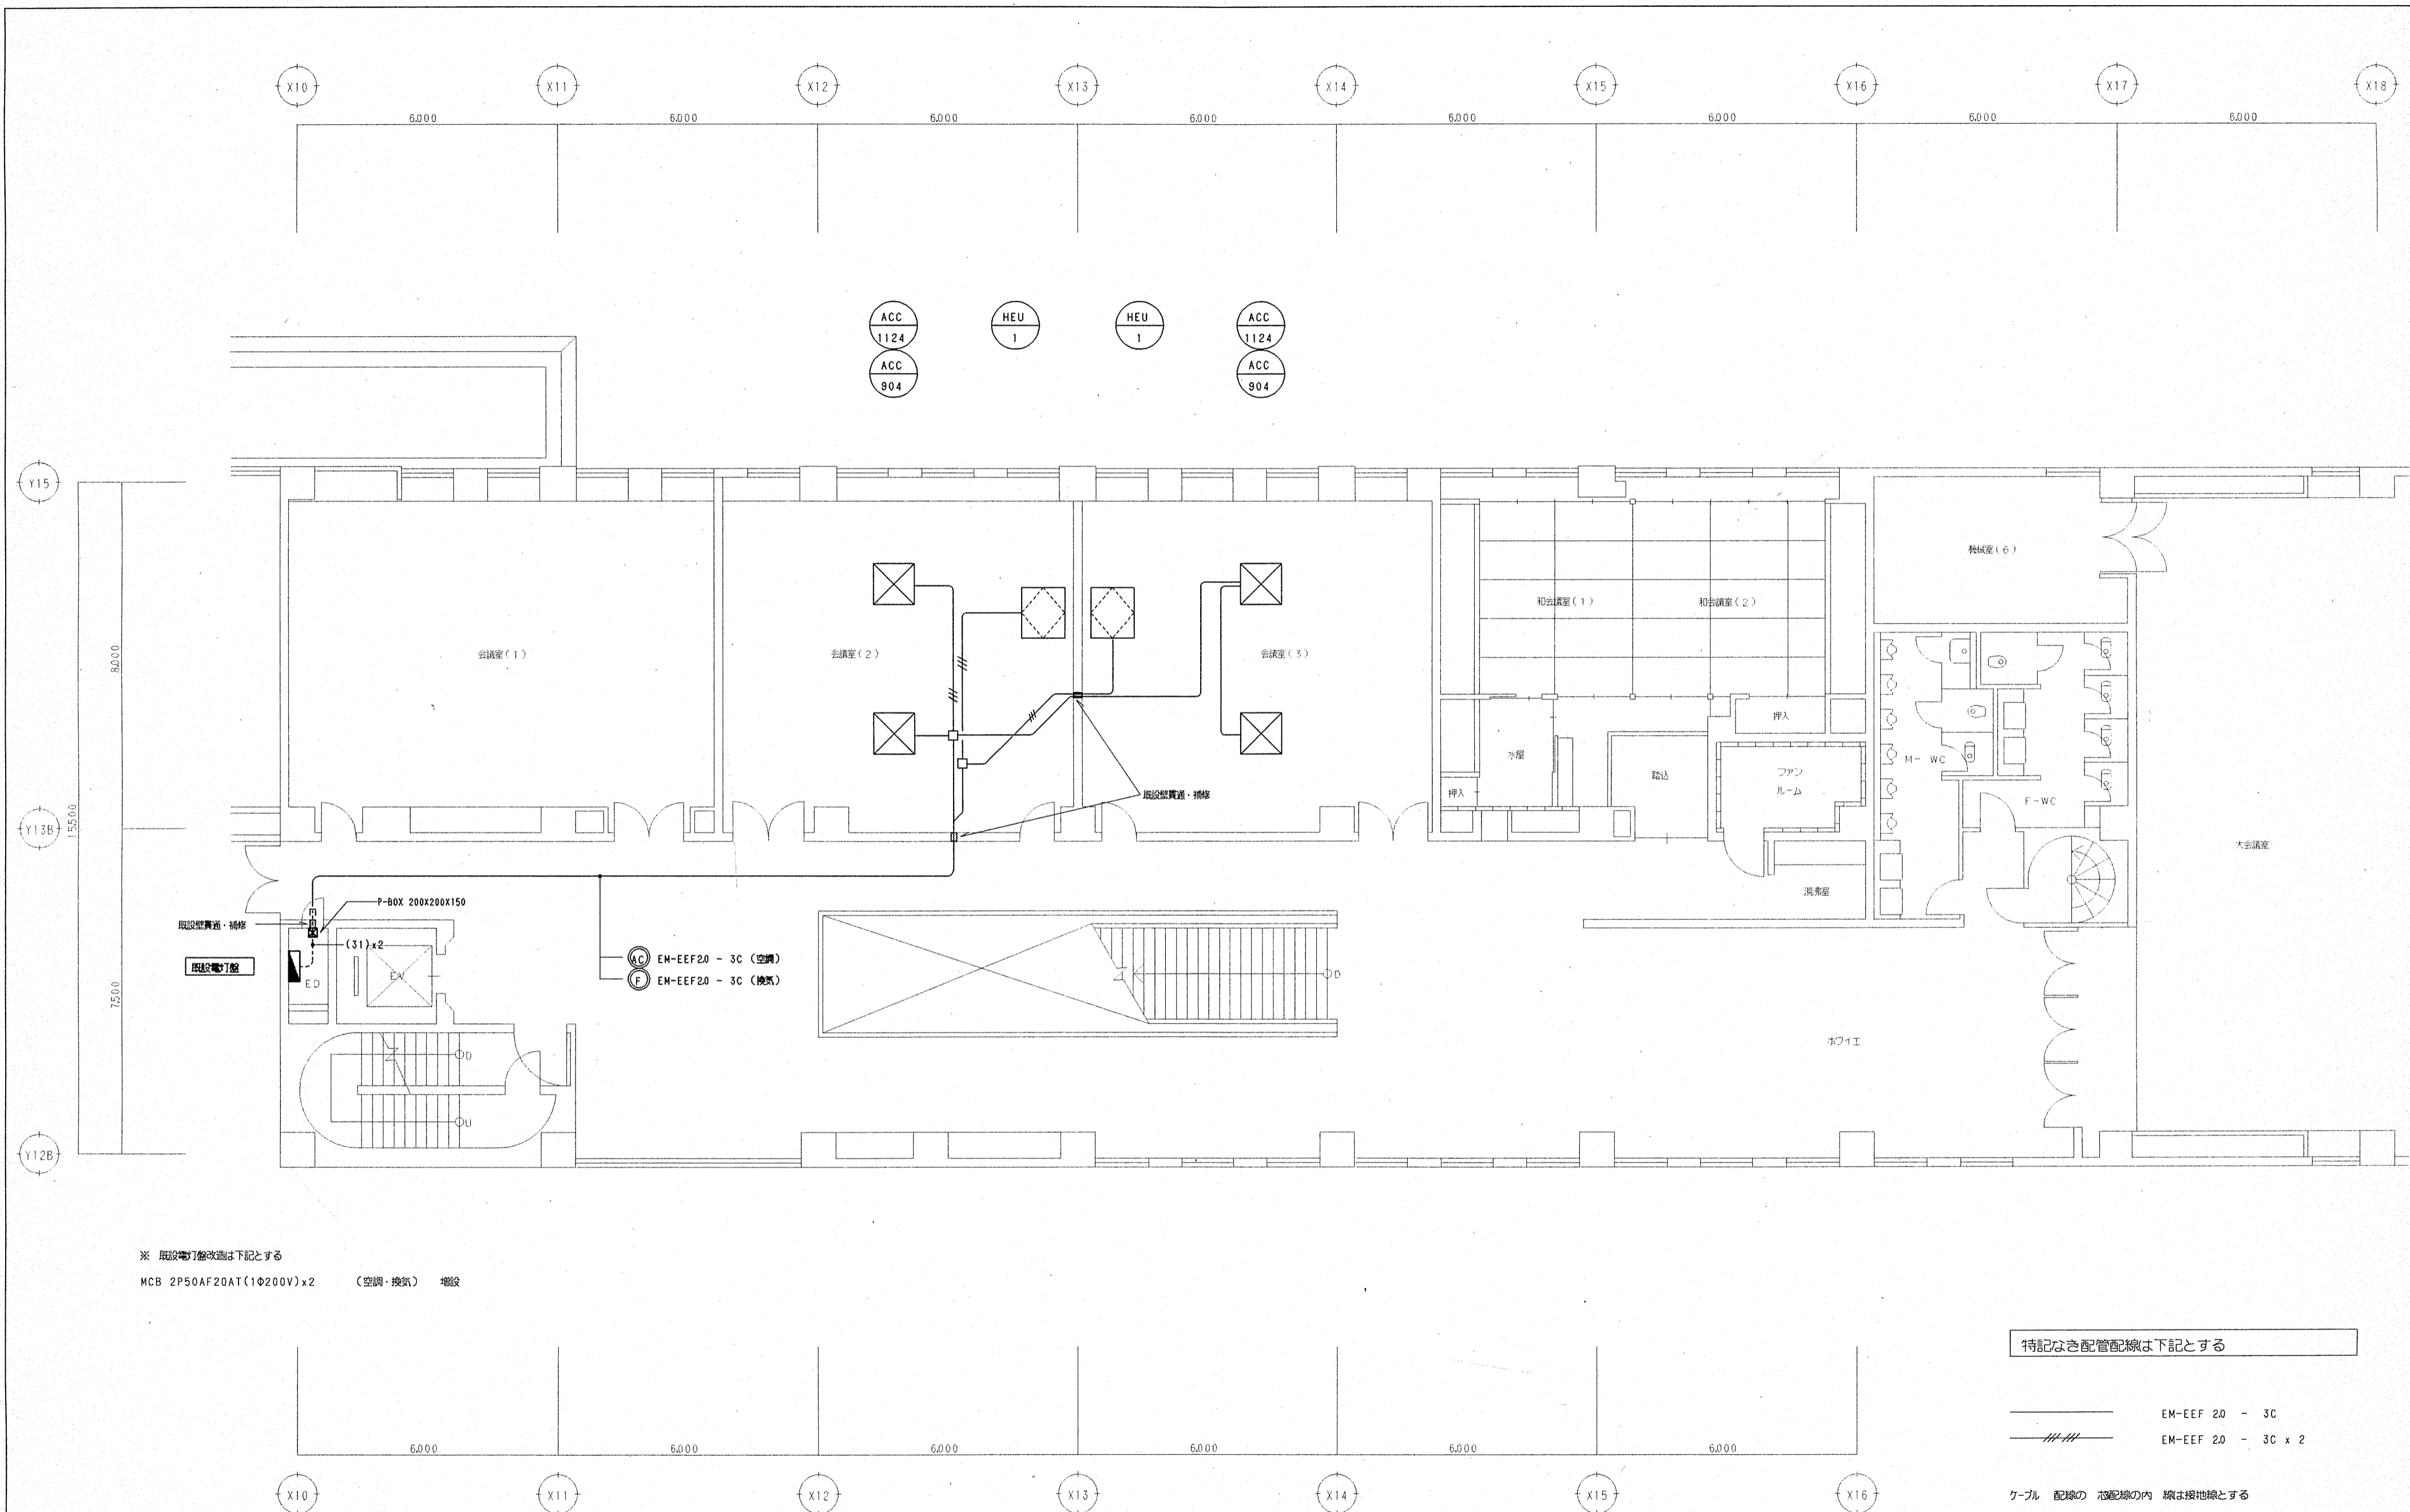 X10 X11 X12 X13 X14 X15 X16 X17 X18
6.000 6.000 6.000 6.000 6.000 6.000 6.000 6.000
ACC
1124
ACC
904
HEU
1
HEU
1
ACC
1124
ACC
904
Y15
8.000
15.500
Y13B
7.500
Y12B
会議室(1)
会議室(2)
会議室(3)
和会議室(1)
和会議室(2)
機械室(6)
押入
水屋
踏込
ファン
ルーム
押入
M-WC
F-WC
湯沸室
大会議室
既設壁貫通・補修
P-BOX 200X200X150
既設壁貫通・補修
(31)x2
既設電灯盤
ED
EV
AC EM-EEF2.0 - 3C (空調)
F EM-EEF2.0 - 3C (換気)
D
D
U
ホワイエ
※ 既設電灯盤改造は下記とする
MCB 2P50AF20AT(1Φ200V)x2 (空調・換気) 増設
特記なき配管配線は下記とする
EM-EEF 2.0 - 3C
EM-EEF 2.0 - 3C x 2
ケーブル 配線の 芯配線の内 線は接地線とする
6.000 6.000 6.000 6.000 6.000 6.000
X10 X11 X12 X13 X14 X15 X16